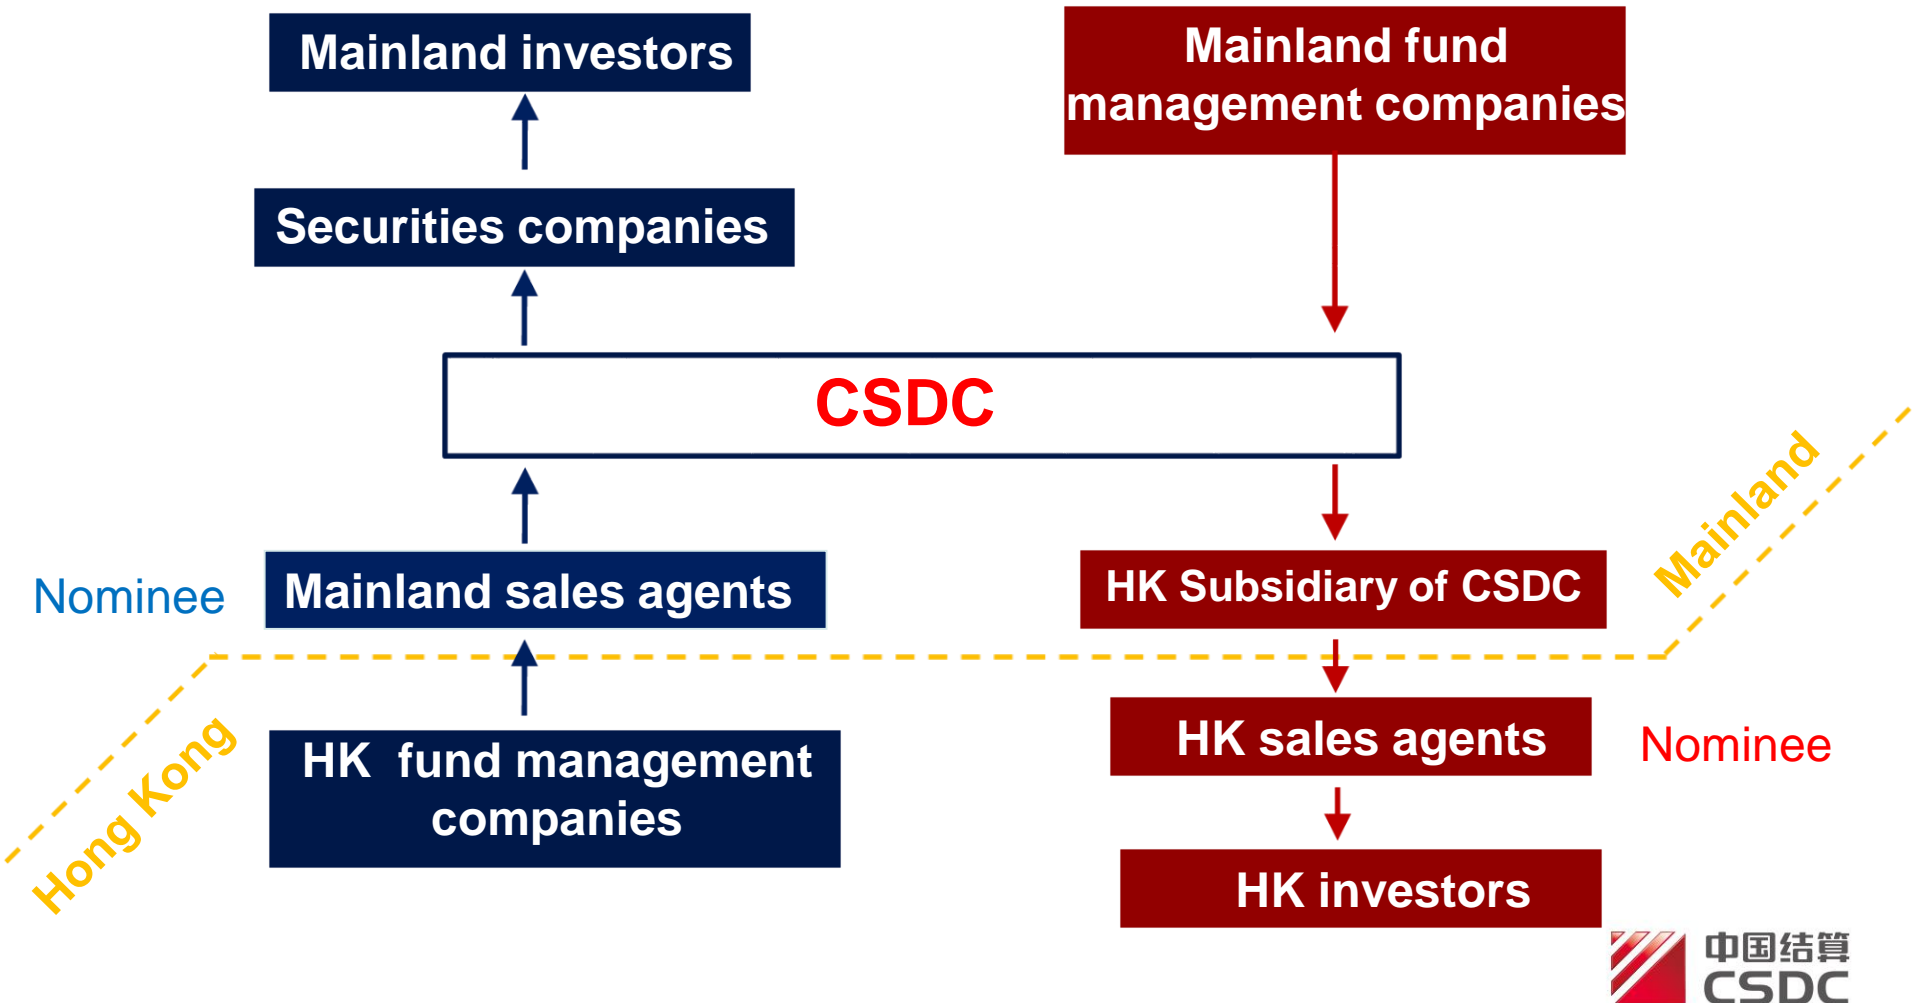 Mainland investors
Mainland fund
management companies
Securities companies
CSDC
Mainland
Nominee
Mainland sales agents
HK Subsidiary of CSDC
Hong Kong
HK fund management
companies
HK sales agents
Nominee
HK investors
中国结算
CSDC